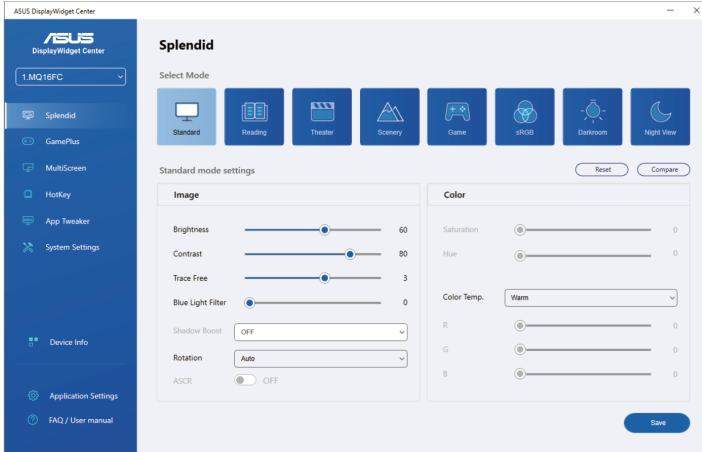 ASUS DisplayWidget Center
ASUS
DisplayWidget Center
1.MQ16FC
Splendid
GamePlus
MultiScreen
HotKey
App Tweaker
System Settings
Device Info
Application Settings
FAQ / User manual
Splendid
Select Mode
Standard
Reading
Theater
Scenery
Game
sRGB
Darkroom
Night View
Standard mode settings
Reset
Compare
Image
Brightness 60
Contrast 80
Trace Free 3
Blue Light Filter 0
Shadow Boost OFF
Rotation Auto
ASCR OFF
Color
Saturation 0
Hue 0
Color Temp. Warm
R 0
G 0
B 0
Save